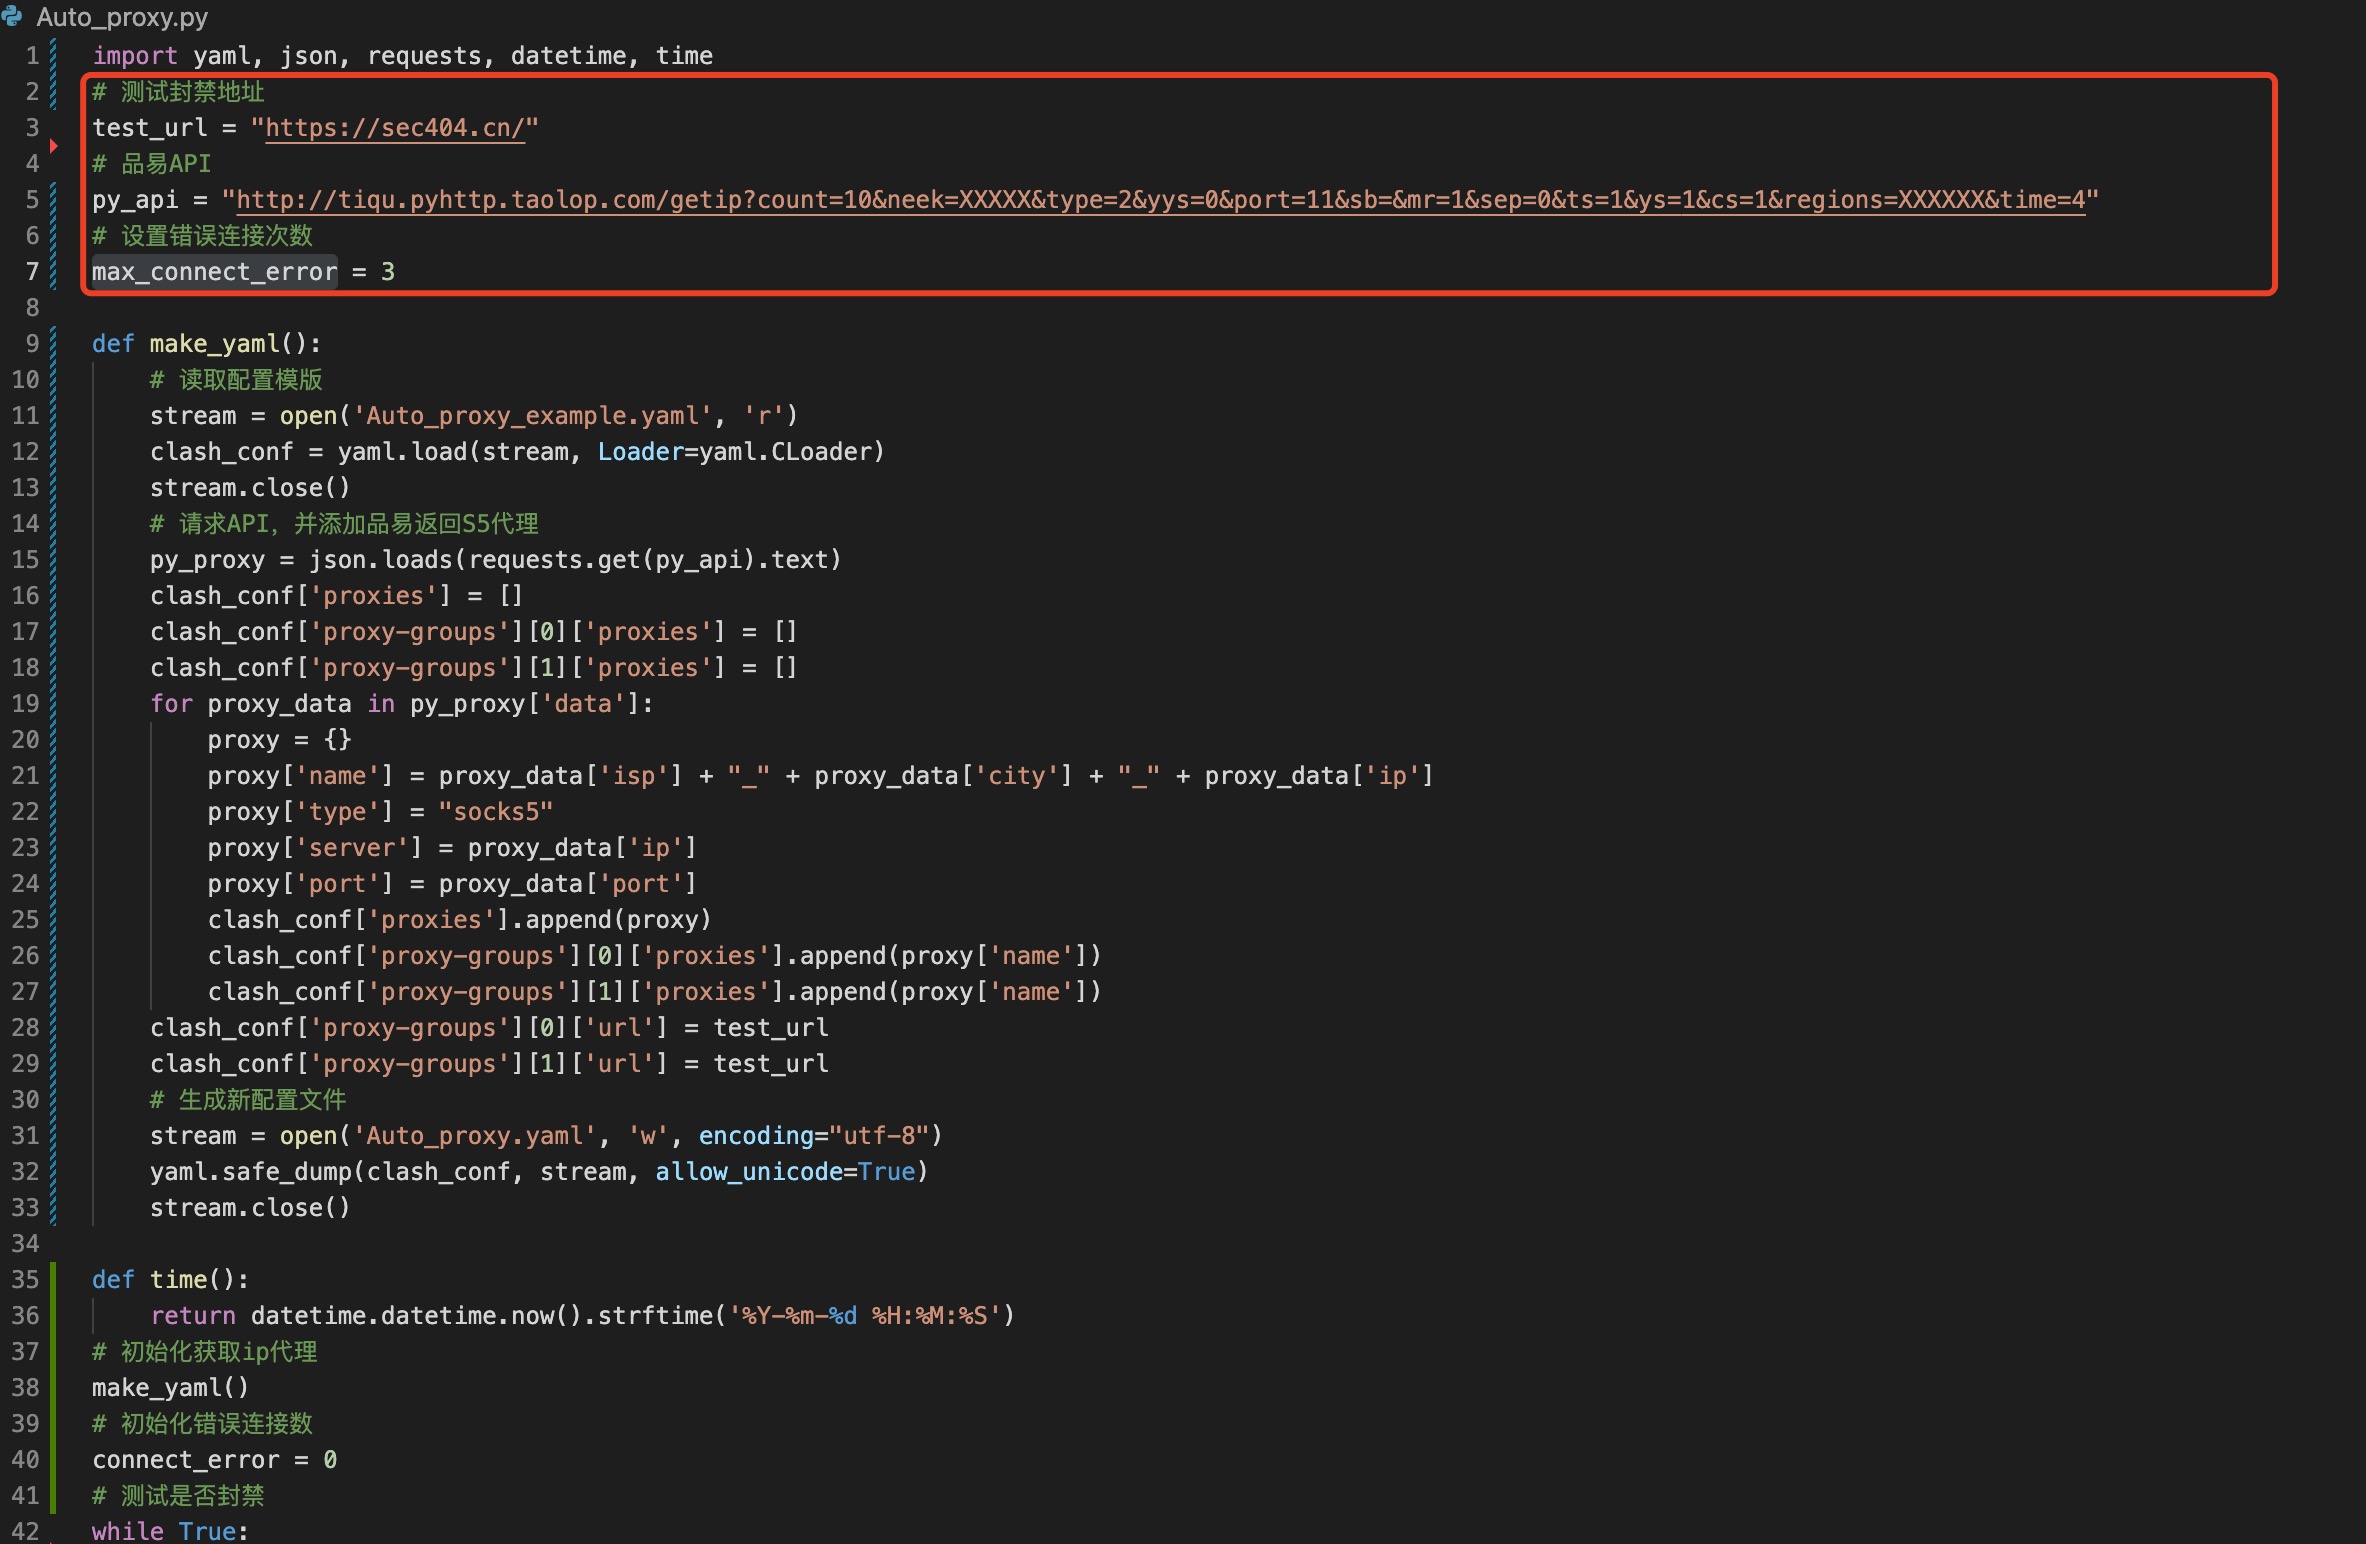 Auto_proxy.py
1 import yaml, json, requests, datetime, time
2 # 测试封禁地址
3 test_url = "https://sec404.cn/"
4 # 品易API
5 py_api = "http://tiqu.pyhttp.taolop.com/getip?count=10&neek=XXXXX&type=2&yys=0&port=11&sb=&mr=1&sep=0&ts=1&ys=1&cs=1&regions=XXXXXX&time=4"
6 # 设置错误连接次数
7 max_connect_error = 3
8
9 def make_yaml():
10     # 读取配置模版
11     stream = open('Auto_proxy_example.yaml', 'r')
12     clash_conf = yaml.load(stream, Loader=yaml.CLoader)
13     stream.close()
14     # 请求API，并添加品易返回S5代理
15     py_proxy = json.loads(requests.get(py_api).text)
16     clash_conf['proxies'] = []
17     clash_conf['proxy-groups'][0]['proxies'] = []
18     clash_conf['proxy-groups'][1]['proxies'] = []
19     for proxy_data in py_proxy['data']:
20         proxy = {}
21         proxy['name'] = proxy_data['isp'] + "_" + proxy_data['city'] + "_" + proxy_data['ip']
22         proxy['type'] = "socks5"
23         proxy['server'] = proxy_data['ip']
24         proxy['port'] = proxy_data['port']
25         clash_conf['proxies'].append(proxy)
26         clash_conf['proxy-groups'][0]['proxies'].append(proxy['name'])
27         clash_conf['proxy-groups'][1]['proxies'].append(proxy['name'])
28     clash_conf['proxy-groups'][0]['url'] = test_url
29     clash_conf['proxy-groups'][1]['url'] = test_url
30     # 生成新配置文件
31     stream = open('Auto_proxy.yaml', 'w', encoding="utf-8")
32     yaml.safe_dump(clash_conf, stream, allow_unicode=True)
33     stream.close()
34
35 def time():
36     return datetime.datetime.now().strftime('%Y-%m-%d %H:%M:%S')
37 # 初始化获取ip代理
38 make_yaml()
39 # 初始化错误连接数
40 connect_error = 0
41 # 测试是否封禁
42 while True: